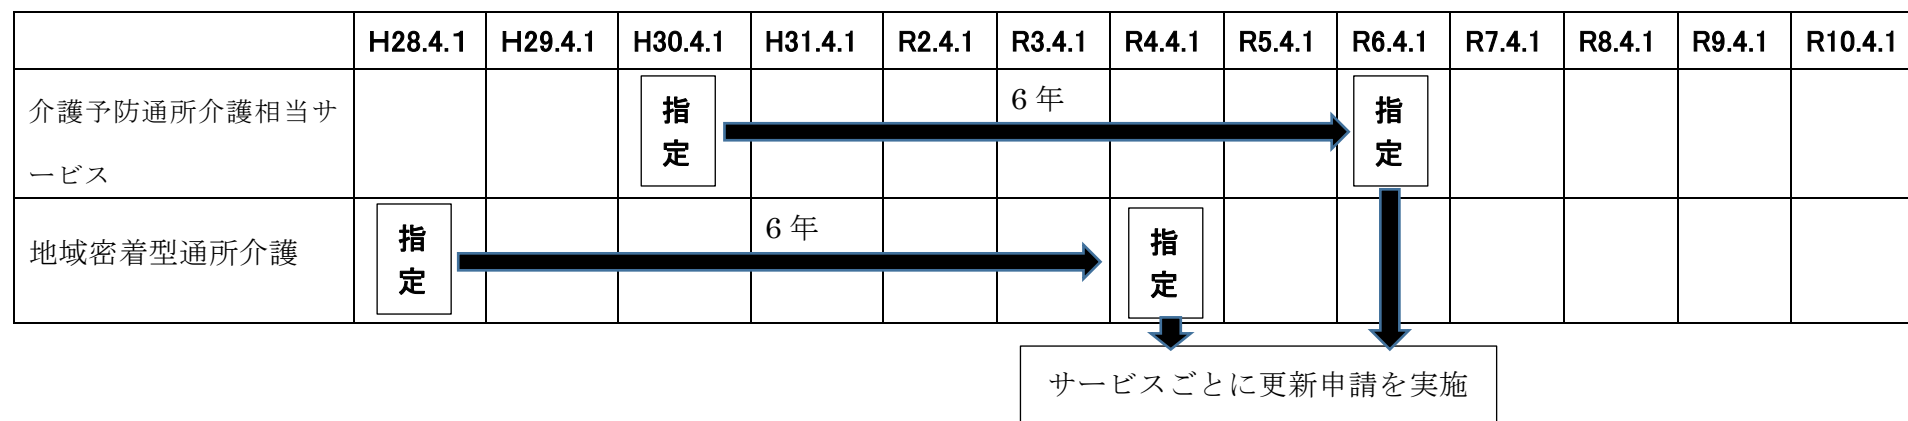 H28.4.1 H29.4.1 H30.4.1 H31.4.1 R2.4.1 R3.4.1 R4.4.1 R5.4.1 R6.4.1 R7.4.1 R8.4.1 R9.4.1 R10.4.1
介護予防通所介護相当サ
ービス
指
定
6 年
指
定
地域密着型通所介護
指
定
6 年
指
定
サービスごとに更新申請を実施